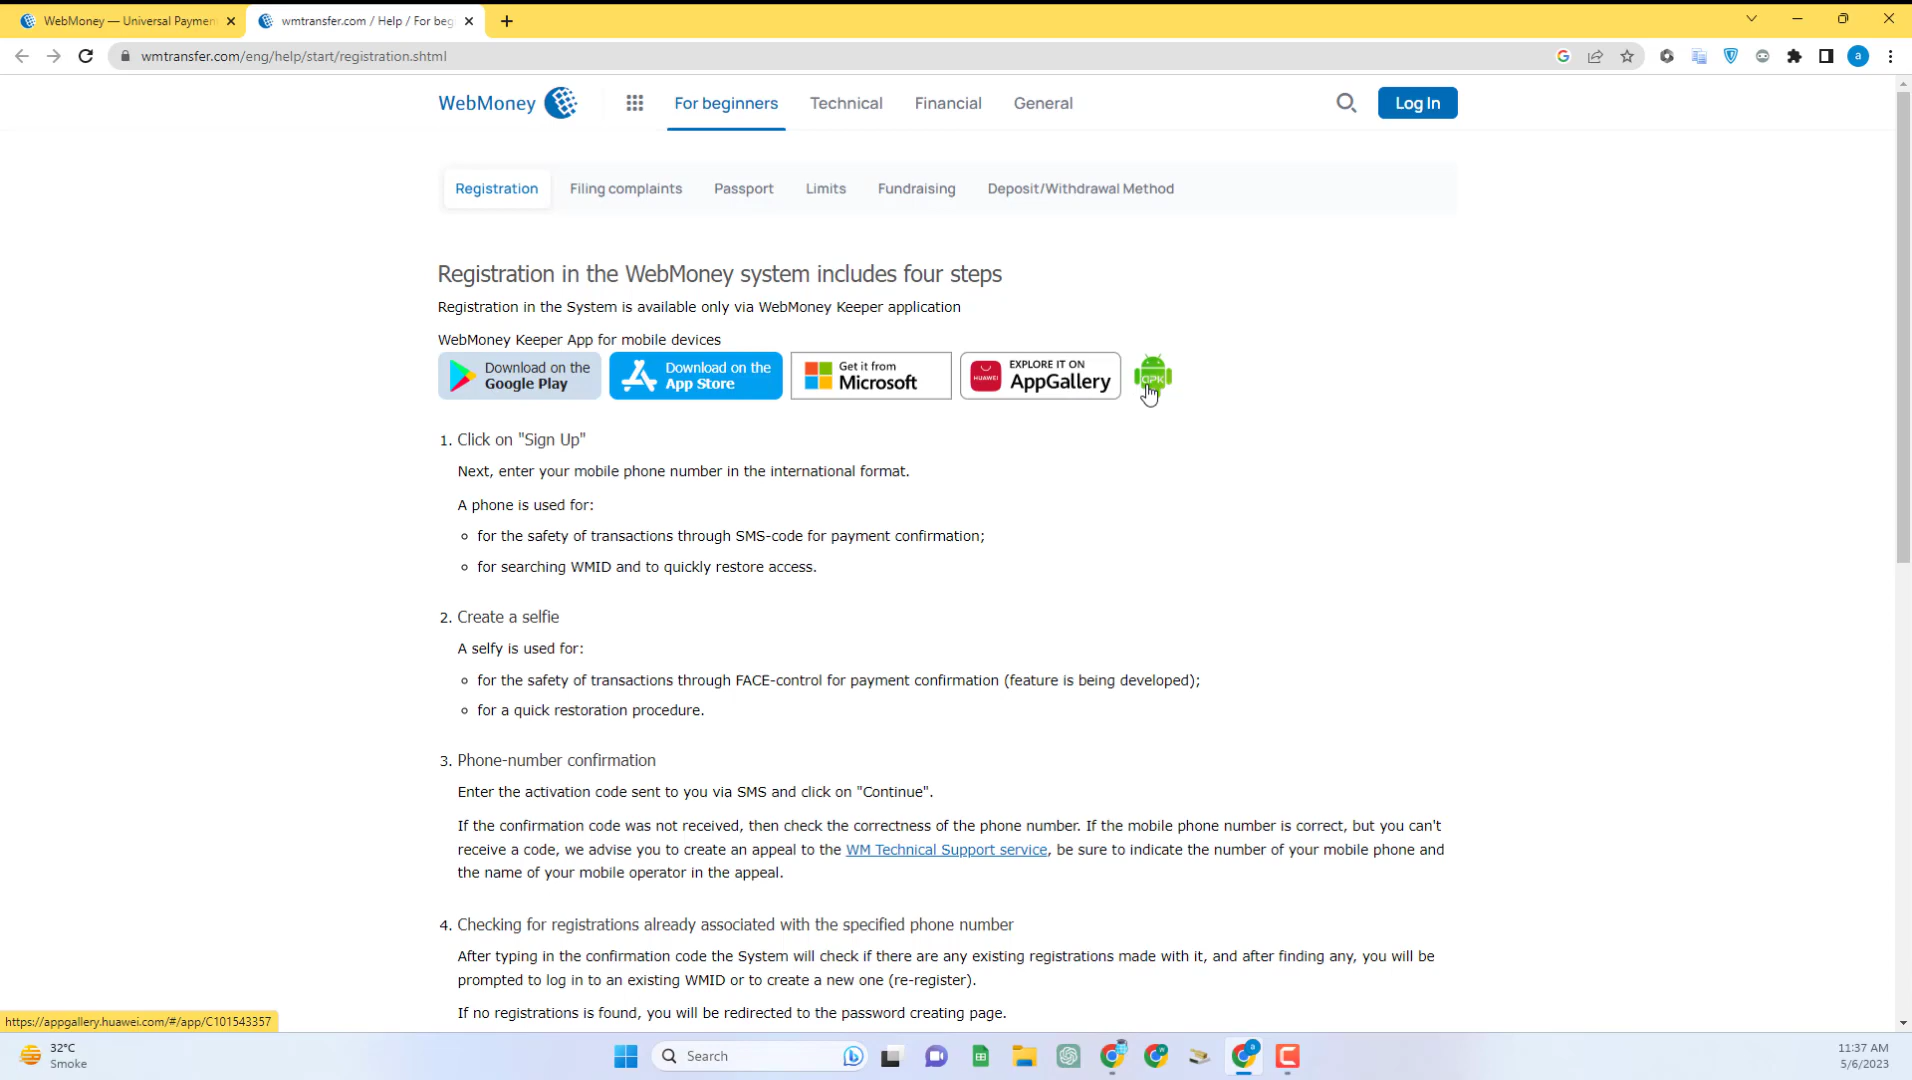 WebMoney — Universal Paymen
wmtransfer.com / Help / For beg
wmtransfer.com/eng/help/start/registration.shtml
a
WebMoney
For beginners
Technical
Financial
General
Log In
Registration
Filing complaints
Passport
Limits
Fundraising
Deposit/Withdrawal Method
Registration in the WebMoney system includes four steps
Registration in the System is available only via WebMoney Keeper application
WebMoney Keeper App for mobile devices
Download on the
Google Play
Download on the
App Store
Get it from
Microsoft
HUAWEI
EXPLORE IT ON
AppGallery
APK
1. Click on "Sign Up"
Next, enter your mobile phone number in the international format.
A phone is used for:
for the safety of transactions through SMS-code for payment confirmation;
for searching WMID and to quickly restore access.
2. Create a selfie
A selfy is used for:
for the safety of transactions through FACE-control for payment confirmation (feature is being developed);
for a quick restoration procedure.
3. Phone-number confirmation
Enter the activation code sent to you via SMS and click on "Continue".
If the confirmation code was not received, then check the correctness of the phone number. If the mobile phone number is correct, but you can't
receive a code, we advise you to create an appeal to the WM Technical Support service, be sure to indicate the number of your mobile phone and
the name of your mobile operator in the appeal.
4. Checking for registrations already associated with the specified phone number
After typing in the confirmation code the System will check if there are any existing registrations made with it, and after finding any, you will be
prompted to log in to an existing WMID or to create a new one (re-register).
If no registrations is found, you will be redirected to the password creating page.
https://appgallery.huawei.com/#/app/C101543357
32°C
Smoke
Search
11:37 AM
5/6/2023